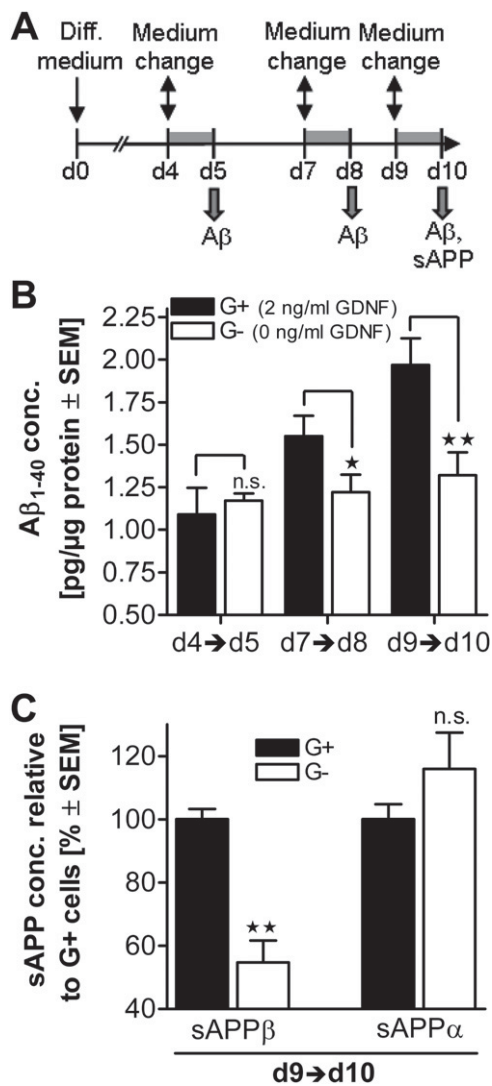 A
Diff. medium
Medium change
Medium change
Medium change
d0
d4
d5
d7
d8
d9
d10
Aβ
Aβ
Aβ,
sAPP
B
G+ (2 ng/ml GDNF)
G- (0 ng/ml GDNF)
Aβ1-40 conc.
[pg/µg protein ± SEM]
2.25
2.00
1.75
1.50
1.25
1.00
0.75
0.50
n.s.
★
★★
d4➔d5
d7➔d8
d9➔d10
C
G+
G-
sAPP conc. relative
to G+ cells [% ± SEM]
120
100
80
60
40
★★
n.s.
sAPPβ
sAPPα
d9➔d10